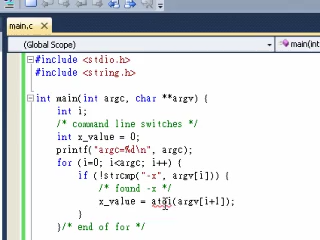 main.c
(Global Scope)
main(int
#include <stdio.h>
#include <string.h>
int main(int argc, char **argv) {
int i;
/* command line switches */
int x_value = 0;
printf("argc=%d\n", argc);
for (i=0; i<argc; i++) {
if (!strcmp("-x", argv[i])) {
/* found -x */
x_value = atoi(argv[i+1]);
}
}/* end of for */